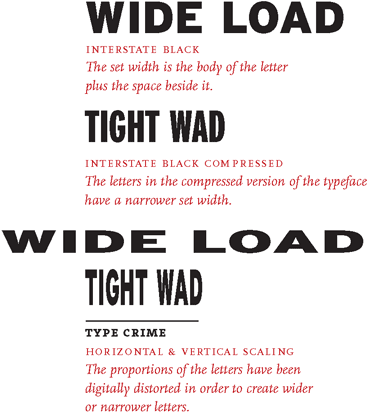 WIDE LOAD
INTERSTATE BLACK
The set width is the body of the letter
plus the space beside it.
TIGHT WAD
INTERSTATE BLACK COMPRESSED
The letters in the compressed version of the typeface
have a narrower set width.
WIDE LOAD
TIGHT WAD
TYPE CRIME
HORIZONTAL & VERTICAL SCALING
The proportions of the letters have been
digitally distorted in order to create wider
or narrower letters.